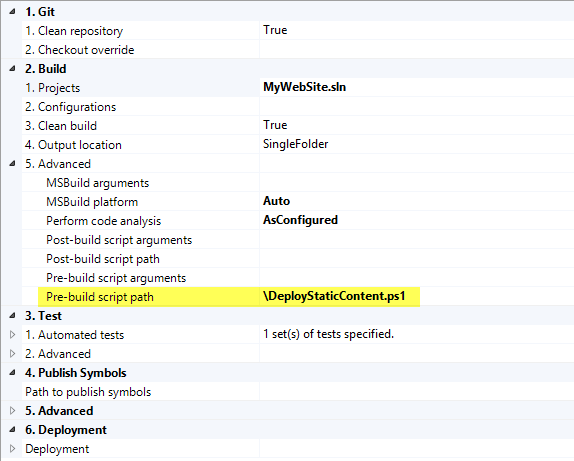 1. Git
1. Clean repository True
2. Checkout override
2. Build
1. Projects MyWebSite.sln
2. Configurations
3. Clean build True
4. Output location SingleFolder
5. Advanced
MSBuild arguments
MSBuild platform Auto
Perform code analysis AsConfigured
Post-build script arguments
Post-build script path
Pre-build script arguments
Pre-build script path \DeployStaticContent.ps1
3. Test
1. Automated tests 1 set(s) of tests specified.
2. Advanced
4. Publish Symbols
Path to publish symbols
5. Advanced
6. Deployment
Deployment